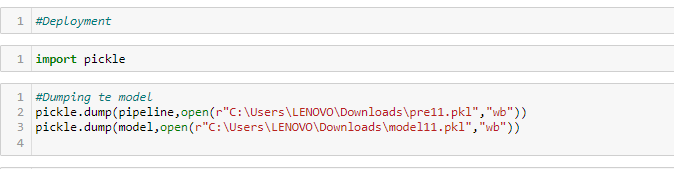 1 #Deployment
1 import pickle
1 #Dumping te model
2 pickle.dump(pipeline,open(r"C:\Users\LENOVO\Downloads\pre11.pkl","wb"))
3 pickle.dump(model,open(r"C:\Users\LENOVO\Downloads\model11.pkl","wb"))
4